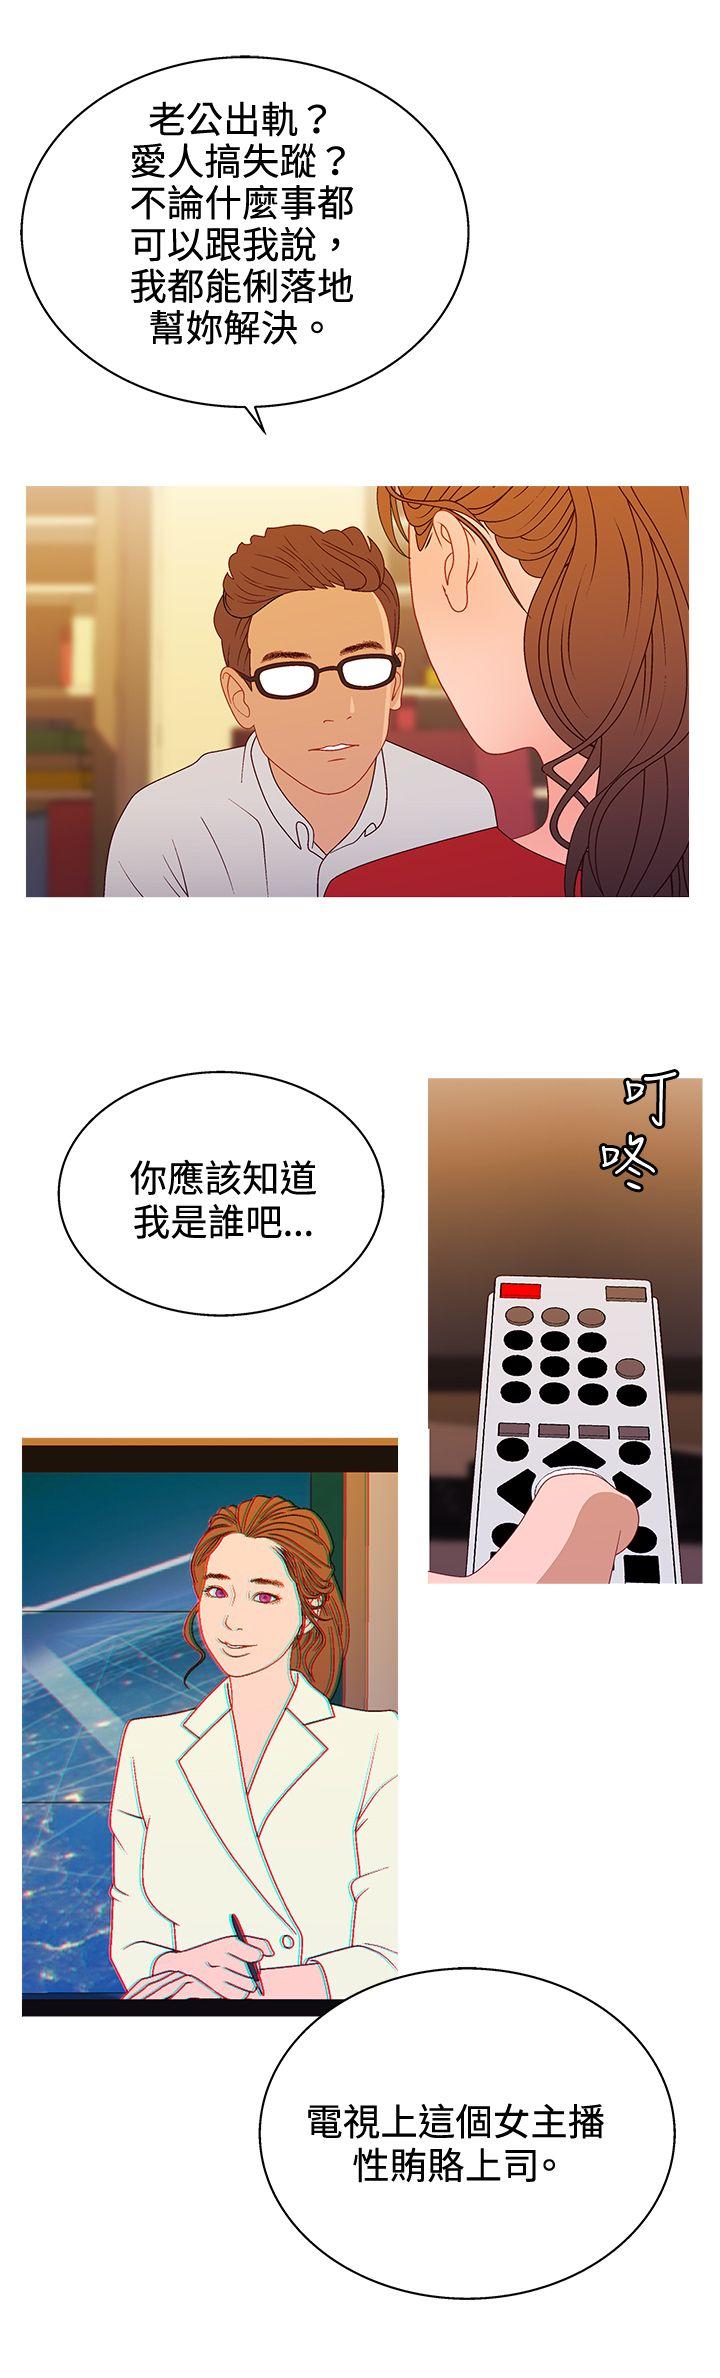 老公出軌？
愛人搞失蹤？
不論什麼事都
可以跟我說，
我都能俐落地
幫妳解決。
叮
咚
你應該知道
我是誰吧...
電視上這個女主播
性賄賂上司。